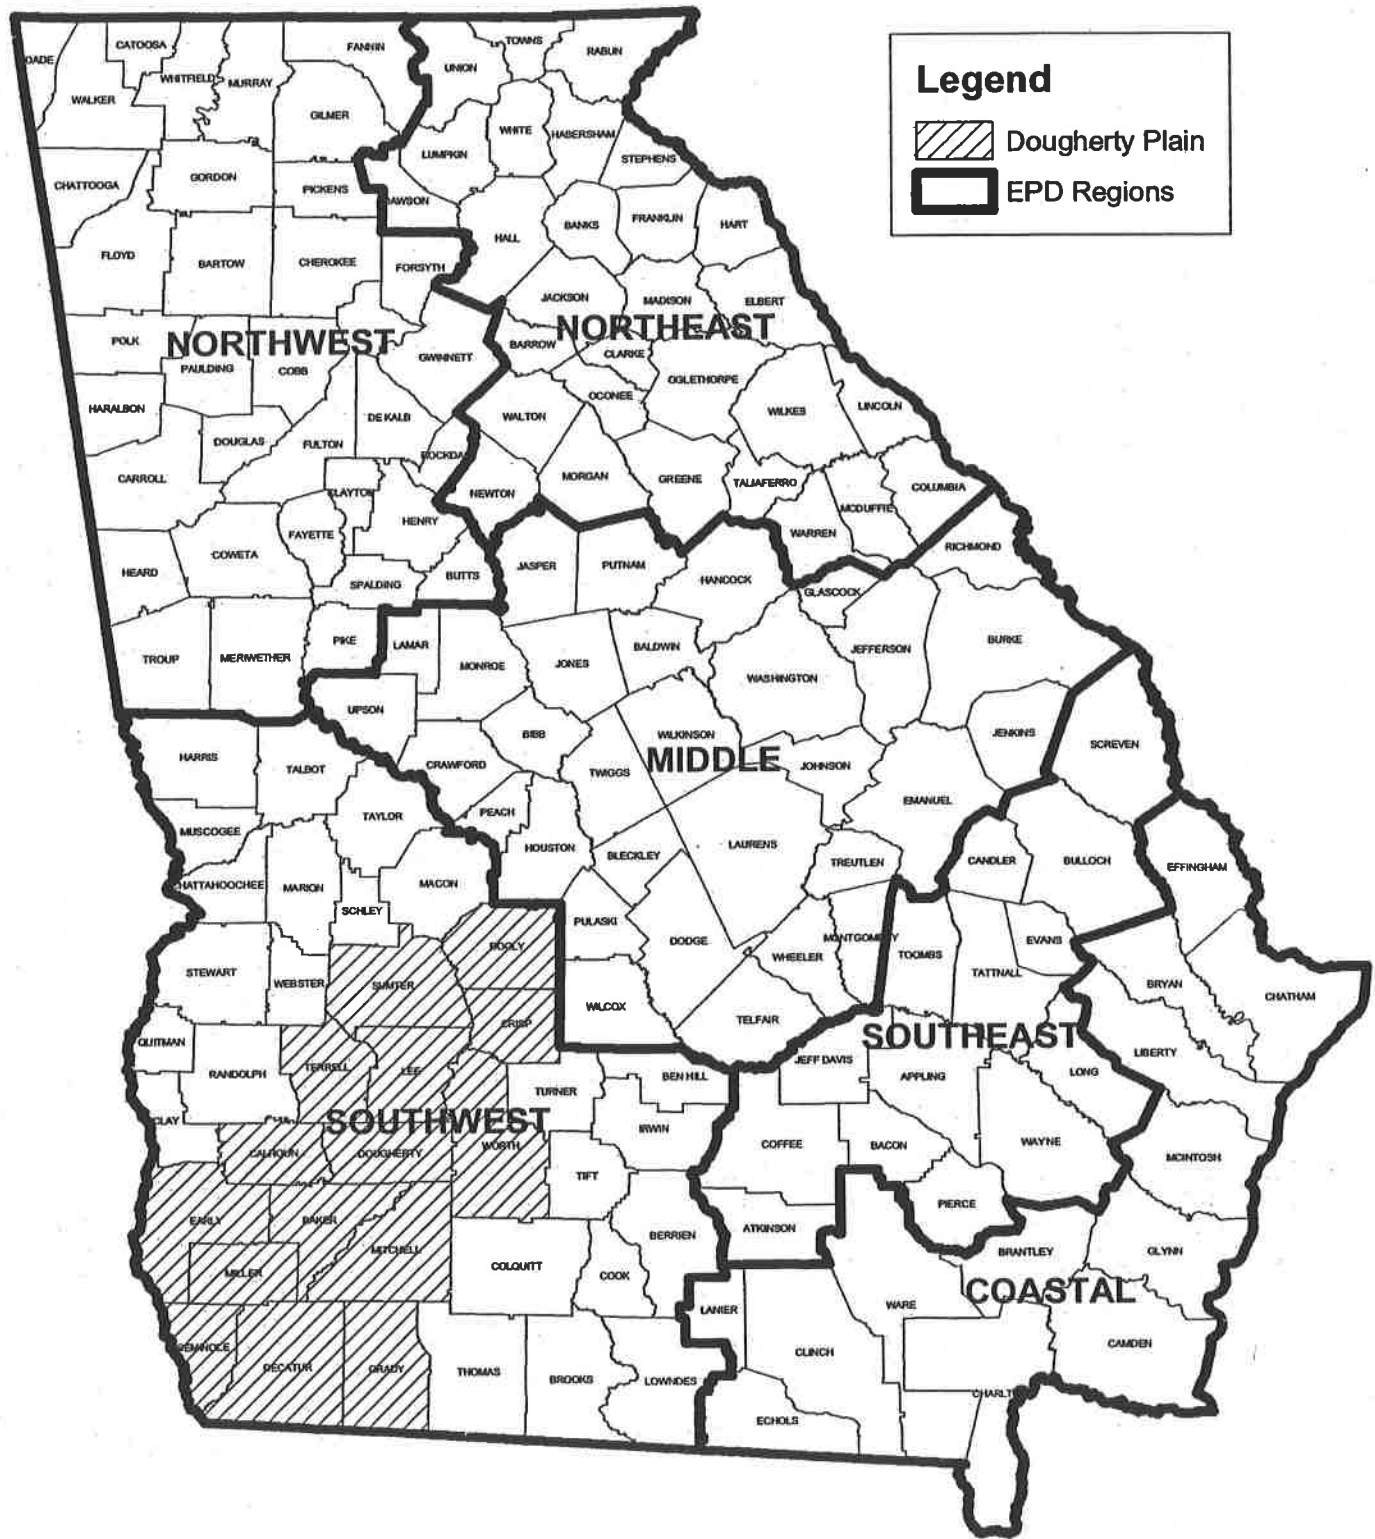 Legend
Dougherty Plain
EPD Regions
DADE
CATOOSA
WHITFIELD
MURRAY
FANNIN
UNION
TOWNS
RABUN
WALKER
GILMER
LUMPKIN
WHITE
HABERSHAM
STEPHENS
CHATTOOGA
GORDON
PICKENS
AWSON
HALL
BANKS
FRANKLIN
HART
FLOYD
BARTOW
CHEROKEE
FORSYTH
JACKSON
MADISON
ELBERT
NORTHWEST
NORTHEAST
POLK
PAULDING
COBB
GWINNETT
BARROW
CLARKE
OGLETHORPE
OCONEE
HARALSON
DOUGLAS
FULTON
DE KALB
WALTON
WILKES
LINCOLN
CARROLL
CLAYTON
ROCKDA
NEWTON
MORGAN
GREENE
TALIAFERRO
MCDUFFIE
COLUMBIA
HEARD
COWETA
FAYETTE
HENRY
SPALDING
BUTTS
JASPER
PUTNAM
HANCOCK
WARREN
GLASCOCK
RICHMOND
TROUP
MERIWETHER
PIKE
LAMAR
MONROE
JONES
BALDWIN
WASHINGTON
JEFFERSON
BURKE
UPSON
BIBB
WILKINSON
JENKINS
SCREVEN
MIDDLE
HARRIS
TALBOT
CRAWFORD
TWIGGS
JOHNSON
EMANUEL
MUSCOGEE
TAYLOR
PEACH
HOUSTON
BLECKLEY
LAURENS
TREUTLEN
CANDLER
BULLOCH
EFFINGHAM
HATTAHOOCHEE
MARION
SCHLEY
MACON
PULASKI
DODGE
WHEELER
MONTGOMERY
TOOMBS
TATTNALL
EVANS
BRYAN
CHATHAM
STEWART
WEBSTER
SUMTER
DOOLY
CRISP
WILCOX
TELFAIR
SOUTHEAST
QUITMAN
RANDOLPH
TERRELL
LEE
TURNER
BEN HILL
JEFF DAVIS
APPLING
LONG
LIBERTY
CLAY
CALHOUN
SOUTHWEST
DOUGHERTY
WORTH
IRWIN
TIFT
COFFEE
BACON
WAYNE
MCINTOSH
EARLY
BAKER
MITCHELL
BERRIEN
ATKINSON
PIERCE
BRANTLEY
GLYNN
MILLER
COLQUITT
COOK
LANIER
WARE
COASTAL
SEMINOLE
DECATUR
GRADY
THOMAS
BROOKS
LOWNDES
CLINCH
ECHOLS
CHARLT
CAMDEN